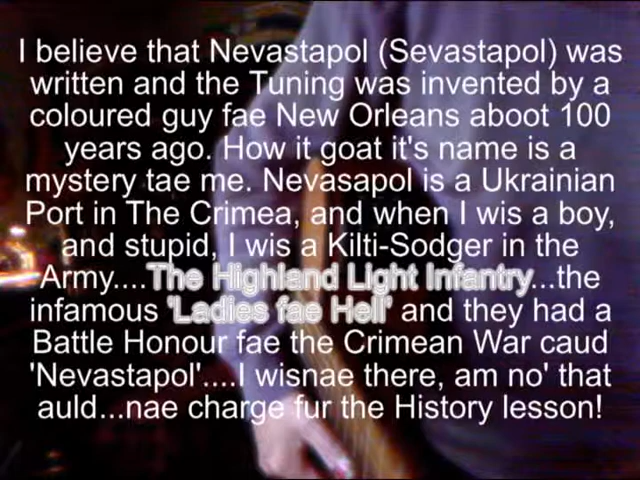 I believe that Nevastapol (Sevastapol) was
written and the Tuning was invented by a
coloured guy fae New Orleans aboot 100
years ago. How it goat it's name is a
mystery tae me. Nevasapol is a Ukrainian
Port in The Crimea, and when I wis a boy,
and stupid, I wis a Kilti-Sodger in the
Army....The Highland Light Infantry...the
infamous 'Ladies fae Hell' and they had a
Battle Honour fae the Crimean War caud
'Nevastapol'....I wisnae there, am no' that
auld...nae charge fur the History lesson!